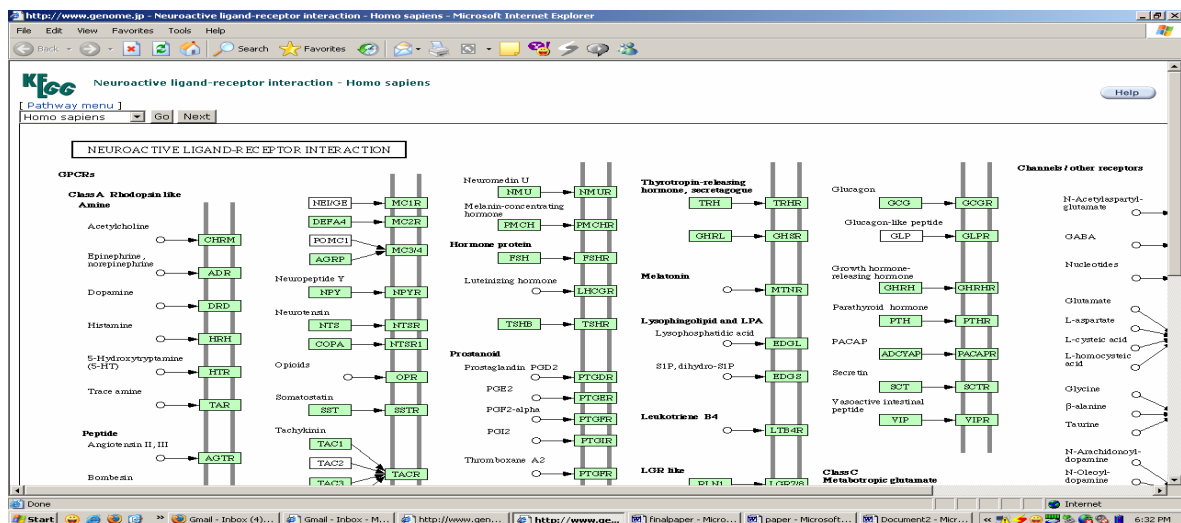 http://www.genome.jp - Neuroactive ligand-receptor interaction - Homo sapiens - Microsoft Internet Explorer
File Edit View Favorites Tools Help
Back Search Favorites
KEGG Neuroactive ligand-receptor interaction - Homo sapiens
Help
[ Pathway menu ]
Homo sapiens Go Next
NEUROACTIVE LIGAND-RECEPTOR INTERACTION
GPCRs
Class A Rhodopsin like
Amine
Acetylcholine
CHRM
Epinephrine,
norepinephrine
ADR
Dopamine
DRD
Histamine
HRH
5-Hydroxytryptamine
(5-HT)
HTR
Trace amine
TAR
Peptide
Angiotensin II, III
AGTR
Bombesin
NEI/GE MC1R
DEFA4 MC2R
POMC1
MC3/4
AGRP
Neuropeptide Y
NPY NPYR
Neurotensin
NTS NTSR
COPA NTSR1
Opioids
OPR
Somatostatin
SST SSTR
Tachykinin
TAC1
TAC2
TACR
TAC3
Neuromedin U
NMU NMUR
Melanin-concentrating
hormone
PMCH PMCHR
Hormone protein
FSH FSHR
Luteinizing hormone
LHCGR
TSHB TSHR
Prostanoid
Prostaglandin PGD2
PTGDR
PGE2
PTGER
PGF2-alpha
PTGFR
PGI2
PTGIR
Thromboxane A2
PTGFR
Thyrotropin-releasing
hormone, secretagogue
TRH TRHR
GHRL GHSR
Melatonin
MTNR
Lysophingolipid and LPA
Lysophosphatidic acid
EDGL
S1P, dihydro-S1P
EDGS
Leukotriene B4
LTB4R
LGR like
RLN1 LGR7/8
Glucagon
GCG GCGR
Glucagon-like peptide
GLP GLPR
Growth hormone-
releasing hormone
GHRH GHRHR
Parathyroid hormone
PTH PTHR
PACAP
ADCYAP PACAPR
Secretin
SCT SCTR
Vasoactive intestinal
peptide
VIP VIPR
Class C
Metabotropic glutamate
Channels / other receptors
N-Acetylaspartyl-
glutamate
GABA
Nucleotides
Glutamate
L-aspartate
L-cysteic acid
L-homocysteic
acid
Glycine
β-alanine
Taurine
N-Arachidonoyl-
dopamine
N-Oleoyl-
dopamine
Done Internet
Start Gmail - Inbox (4)... Gmail - Inbox - M... http://www.gen... http://www.ge... finalpaper - Micro... paper - Microsoft... Document2 - Micr... 6:32 PM